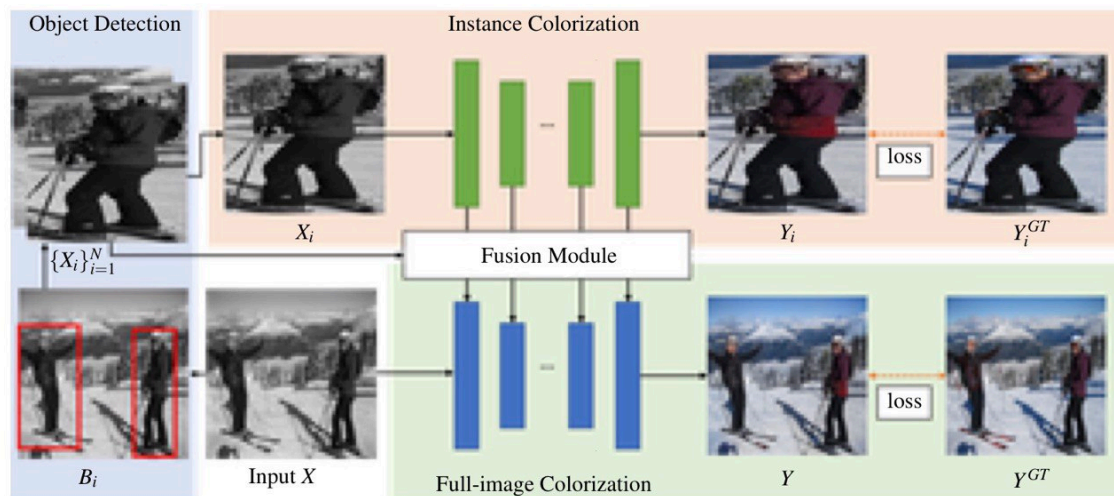 Object Detection
Instance Colorization
...
loss
X_i
Y_i
Y_i^{GT}
{X_i}_{i=1}^N
Fusion Module
...
loss
B_i
Input X
Y
Y^{GT}
Full-image Colorization